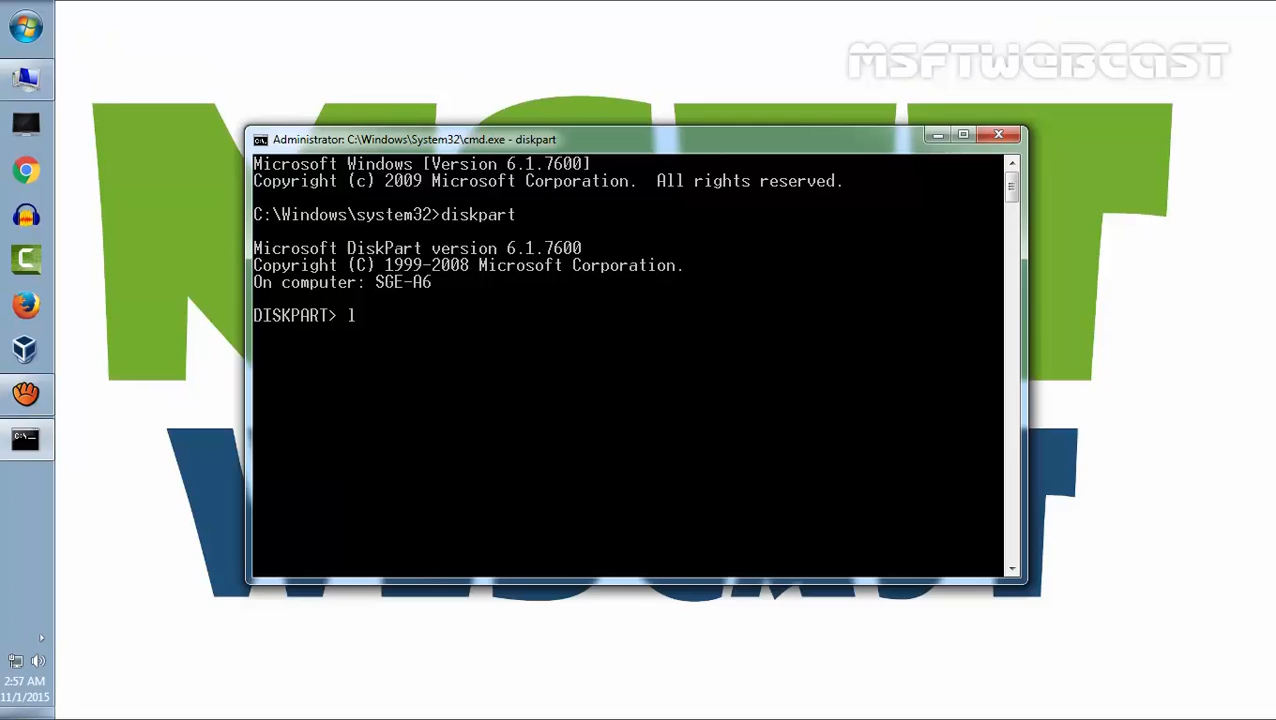 MSFTWEBCAST
Administrator: C:\Windows\System32\cmd.exe - diskpart
Microsoft Windows [Version 6.1.7600]
Copyright (c) 2009 Microsoft Corporation.  All rights reserved.
C:\Windows\system32>diskpart
Microsoft DiskPart version 6.1.7600
Copyright (C) 1999-2008 Microsoft Corporation.
On computer: SGE-A6
DISKPART> l
2:57 AM
11/1/2015